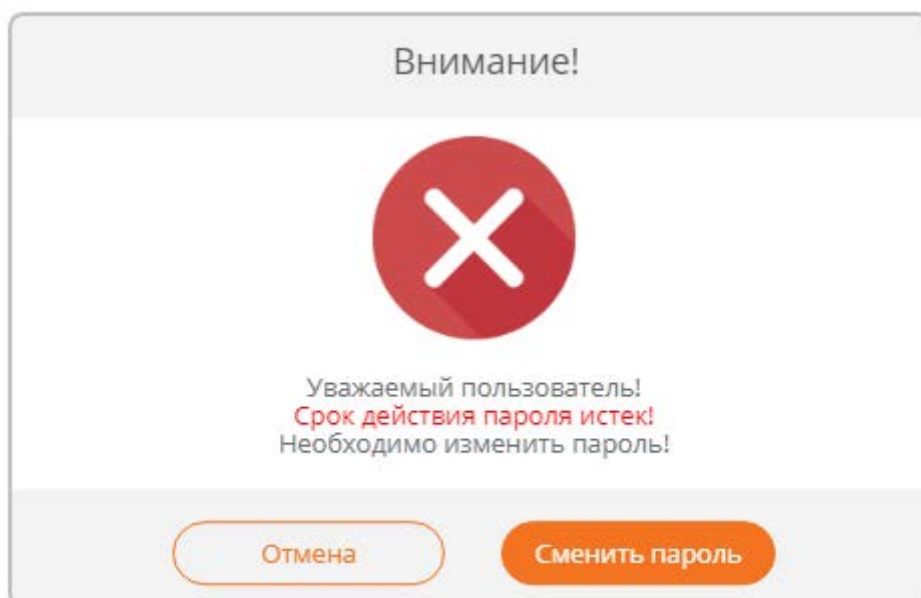 Внимание!
Уважаемый пользователь!
Срок действия пароля истек!
Необходимо изменить пароль!
Отмена
Сменить пароль